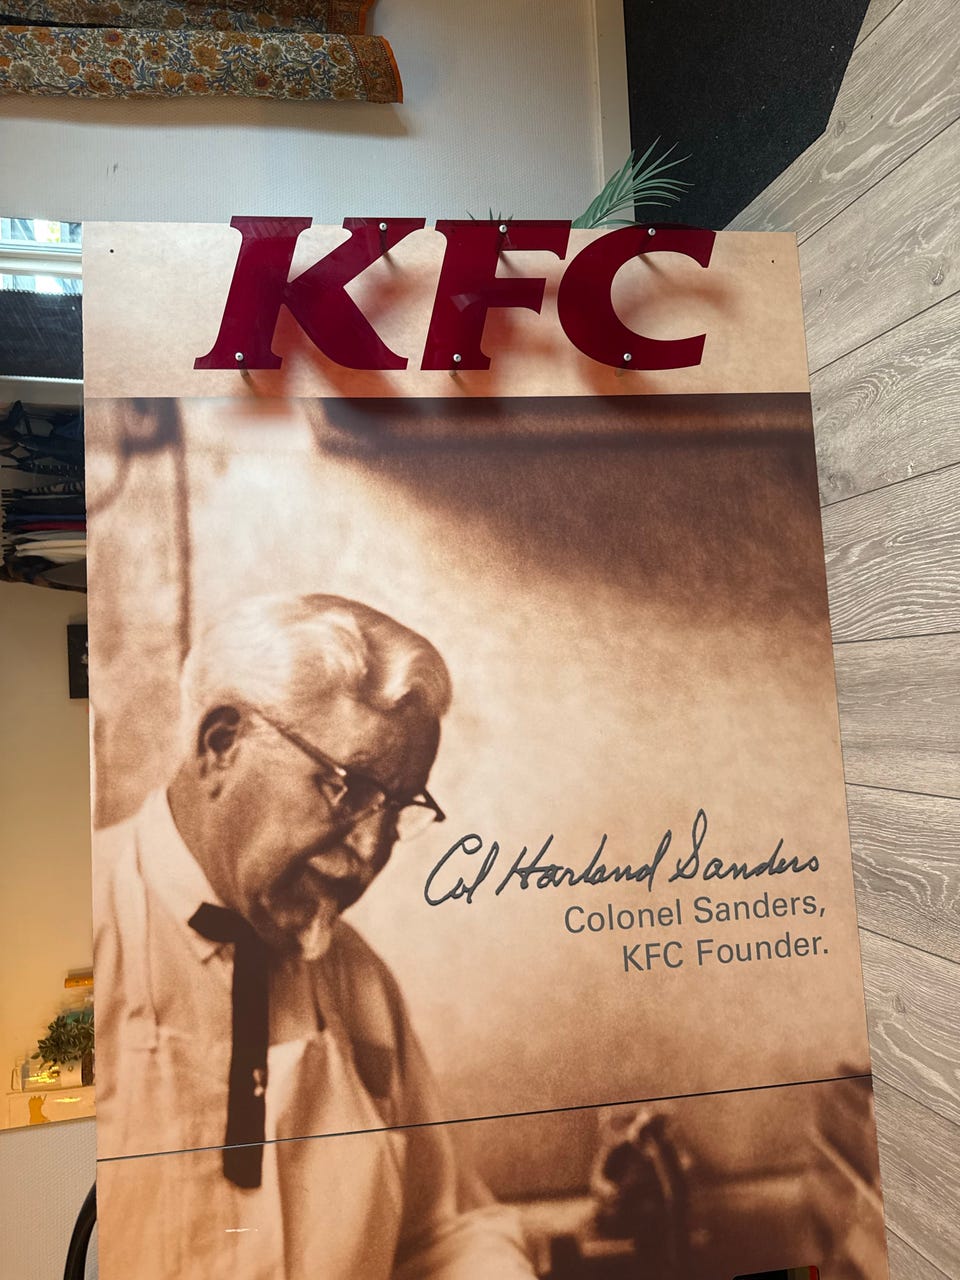 KFC
Col Harland Sanders
Colonel Sanders,
KFC Founder.